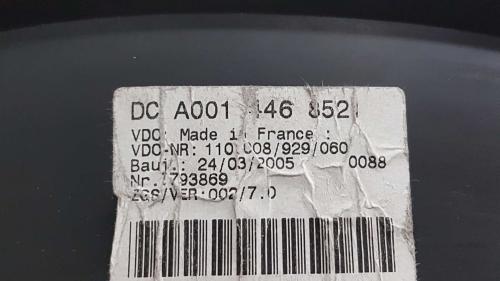 DC A001 446 8521
VDO: Made in France :
VDO-NR: 110.008/929/060
Bauj.: 24/03/2005 0088
Nr.:793869
ZGS/VER:002/7.0